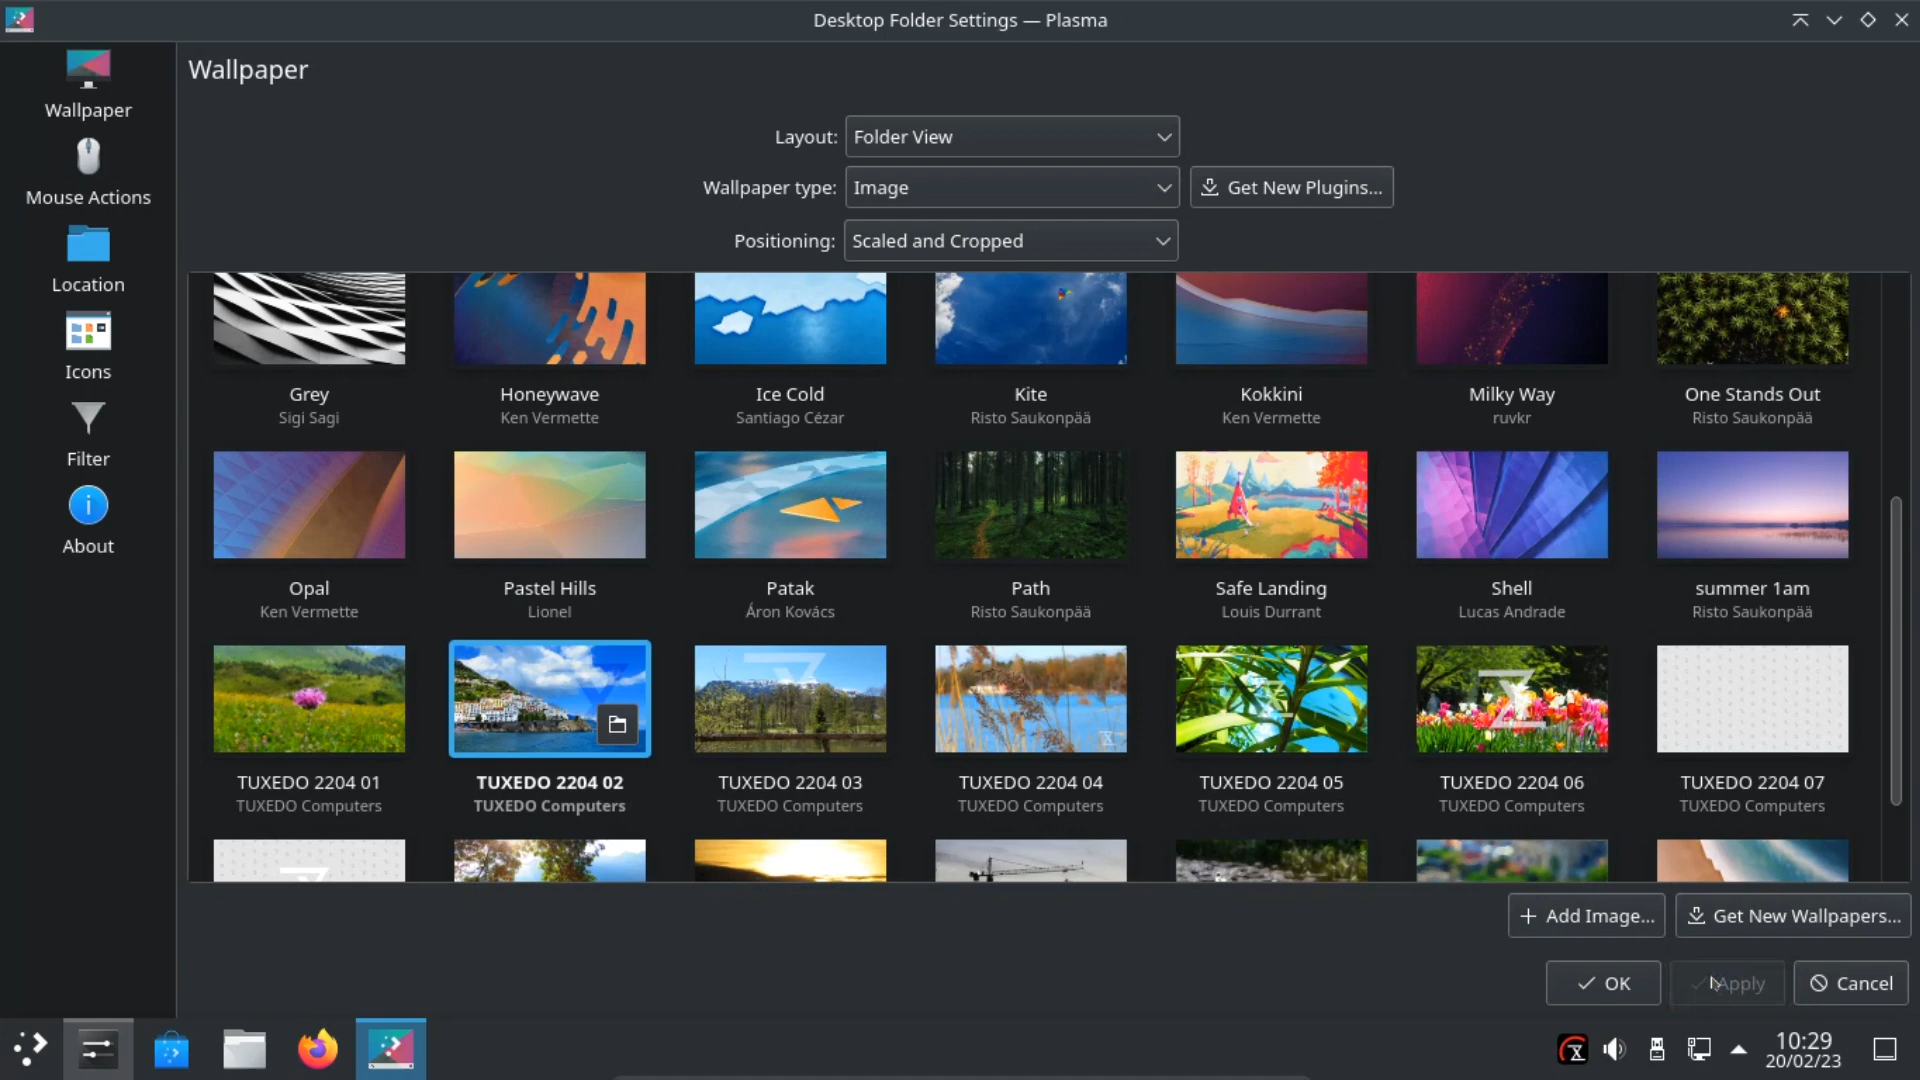 Desktop Folder Settings — Plasma
Wallpaper
Mouse Actions
Location
Icons
Filter
About
Wallpaper
Layout: Folder View
Wallpaper type: Image Get New Plugins...
Positioning: Scaled and Cropped
Grey Honeywave Ice Cold Kite Kokkini Milky Way One Stands Out
Sigi Sagi Ken Vermette Santiago Cézar Risto Saukonpää Ken Vermette ruvkr Risto Saukonpää
Opal Pastel Hills Patak Path Safe Landing Shell summer 1am
Ken Vermette Lionel Áron Kovács Risto Saukonpää Louis Durrant Lucas Andrade Risto Saukonpää
TUXEDO 2204 01 TUXEDO 2204 02 TUXEDO 2204 03 TUXEDO 2204 04 TUXEDO 2204 05 TUXEDO 2204 06 TUXEDO 2204 07
TUXEDO Computers TUXEDO Computers TUXEDO Computers TUXEDO Computers TUXEDO Computers TUXEDO Computers TUXEDO Computers
Add Image... Get New Wallpapers...
OK Apply Cancel
10:29
20/02/23